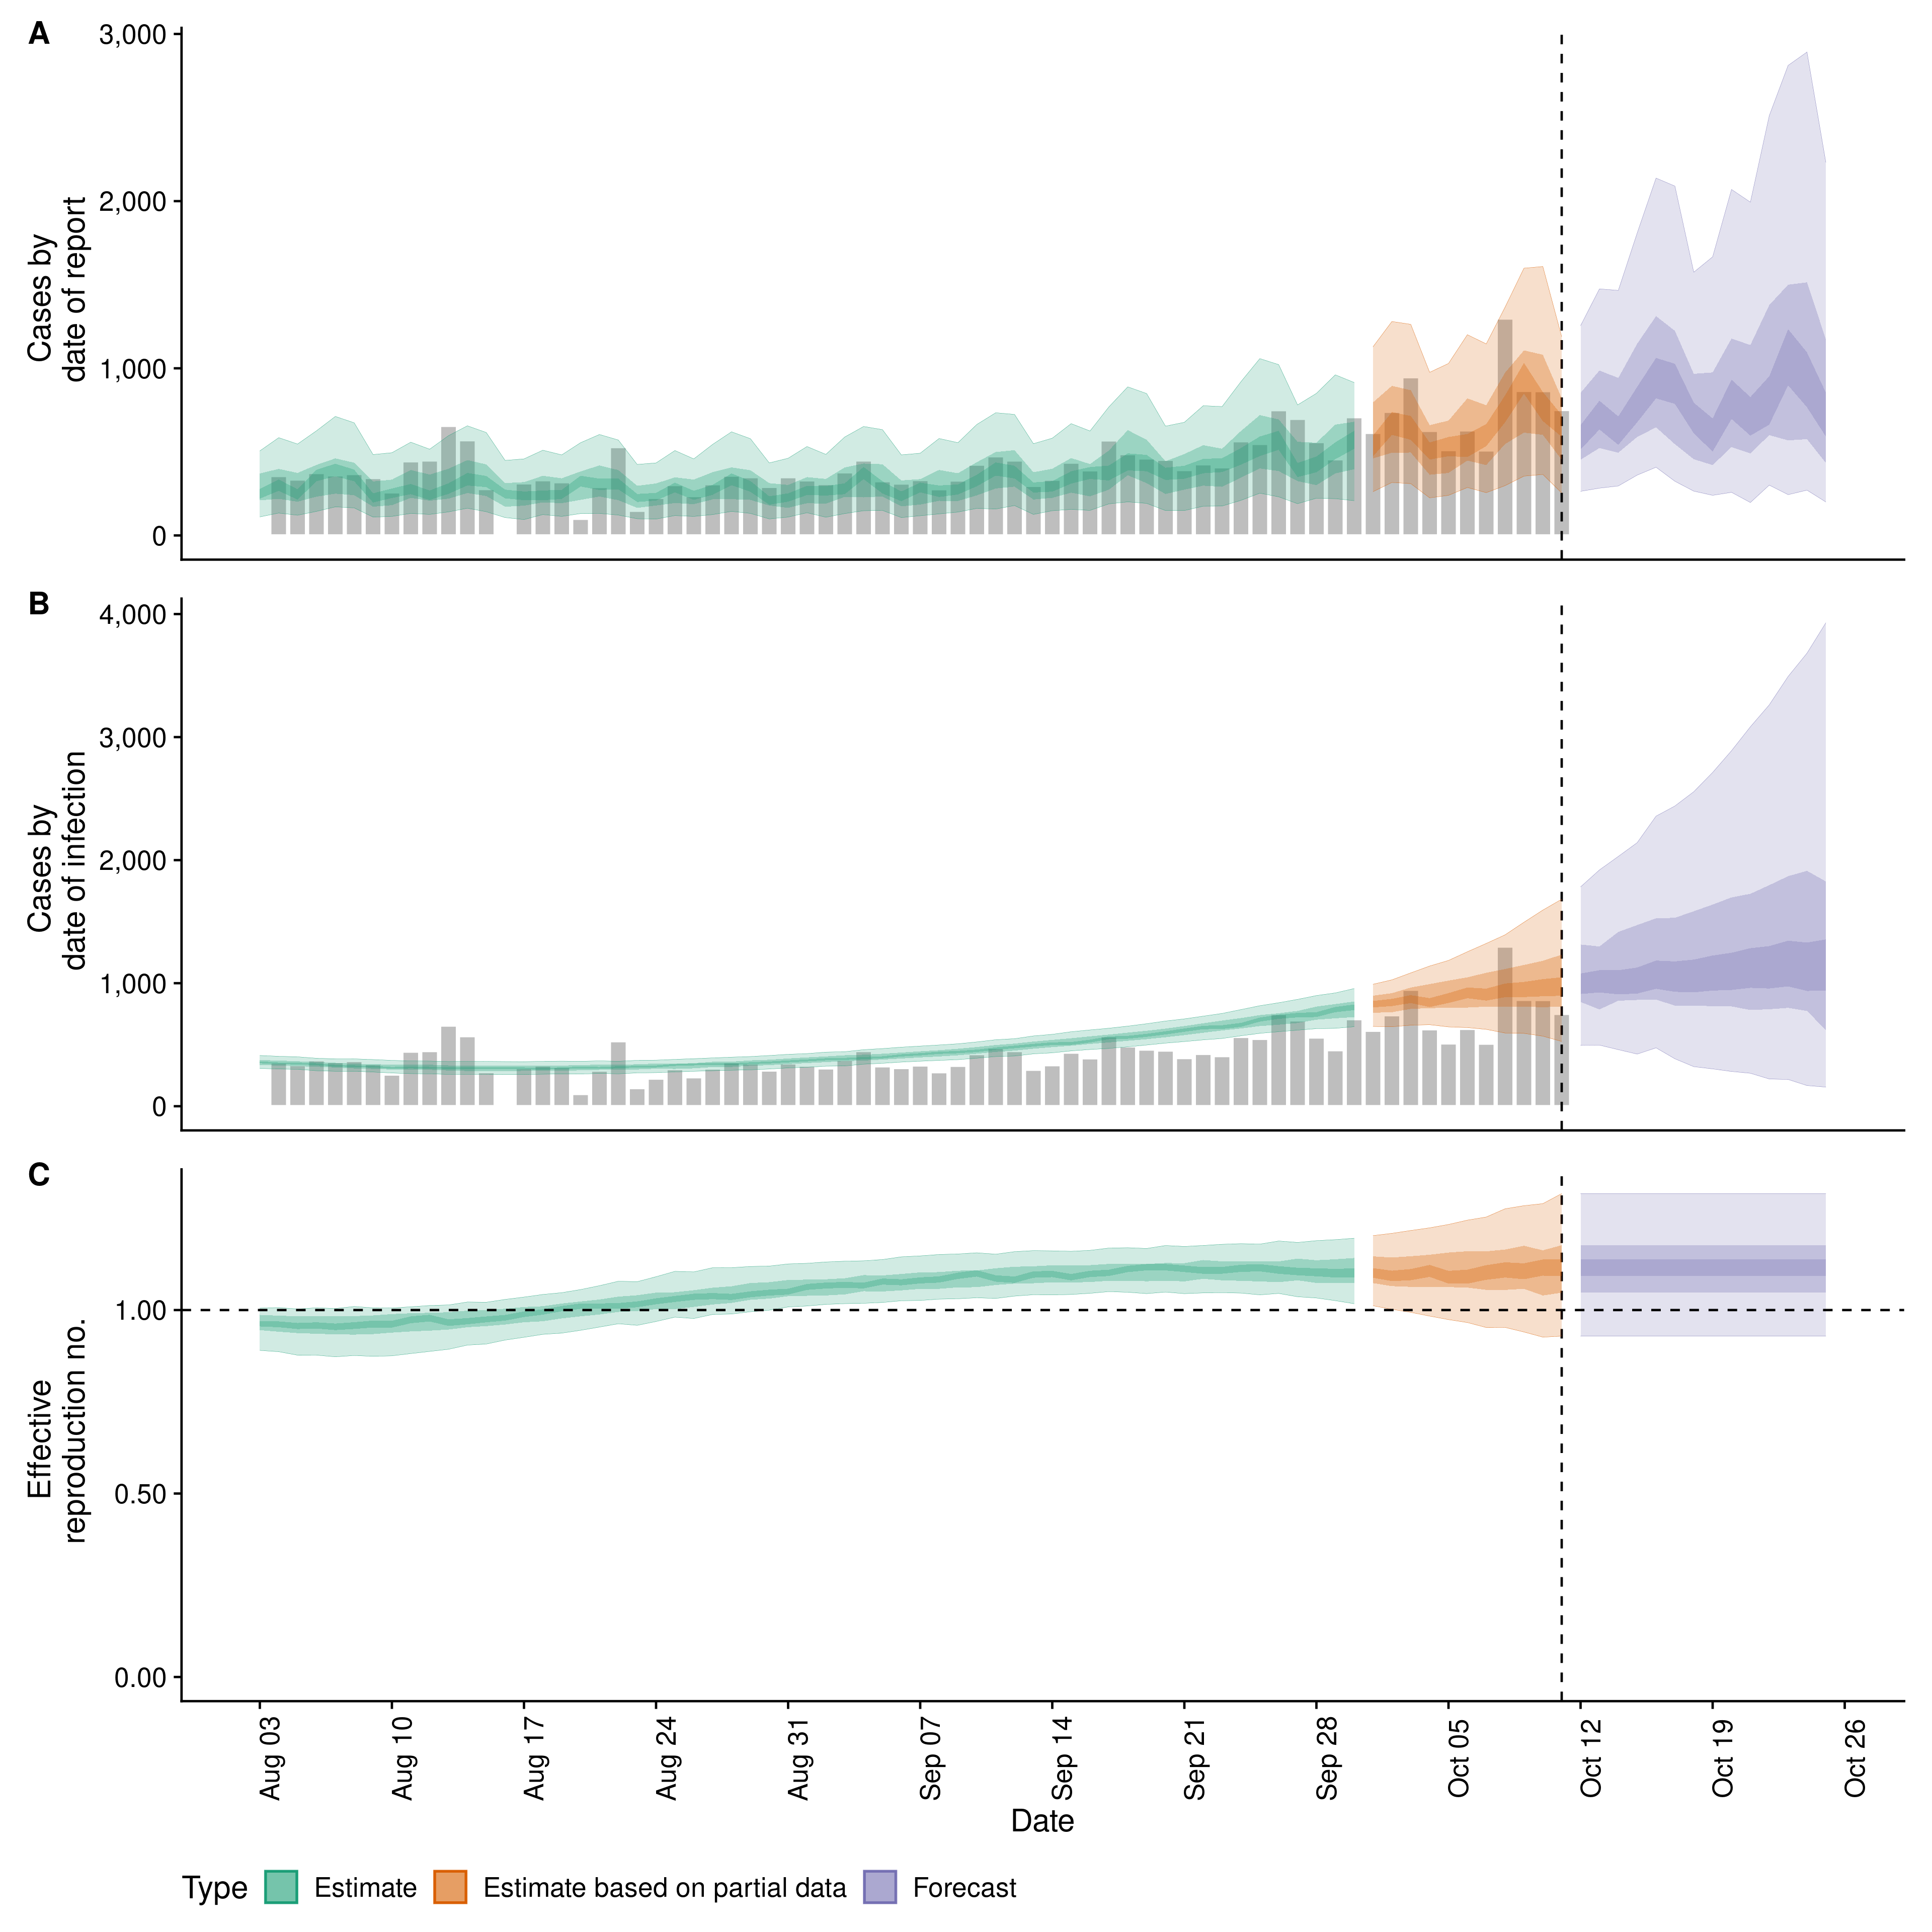 A
3,000
2,000
1,000
0
Cases by
date of report
B
4,000
3,000
2,000
1,000
0
Cases by
date of infection
C
1.00
0.50
0.00
Effective
reproduction no.
Aug 03
Aug 10
Aug 17
Aug 24
Aug 31
Sep 07
Sep 14
Sep 21
Sep 28
Oct 05
Oct 12
Oct 19
Oct 26
Date
Type Estimate Estimate based on partial data Forecast